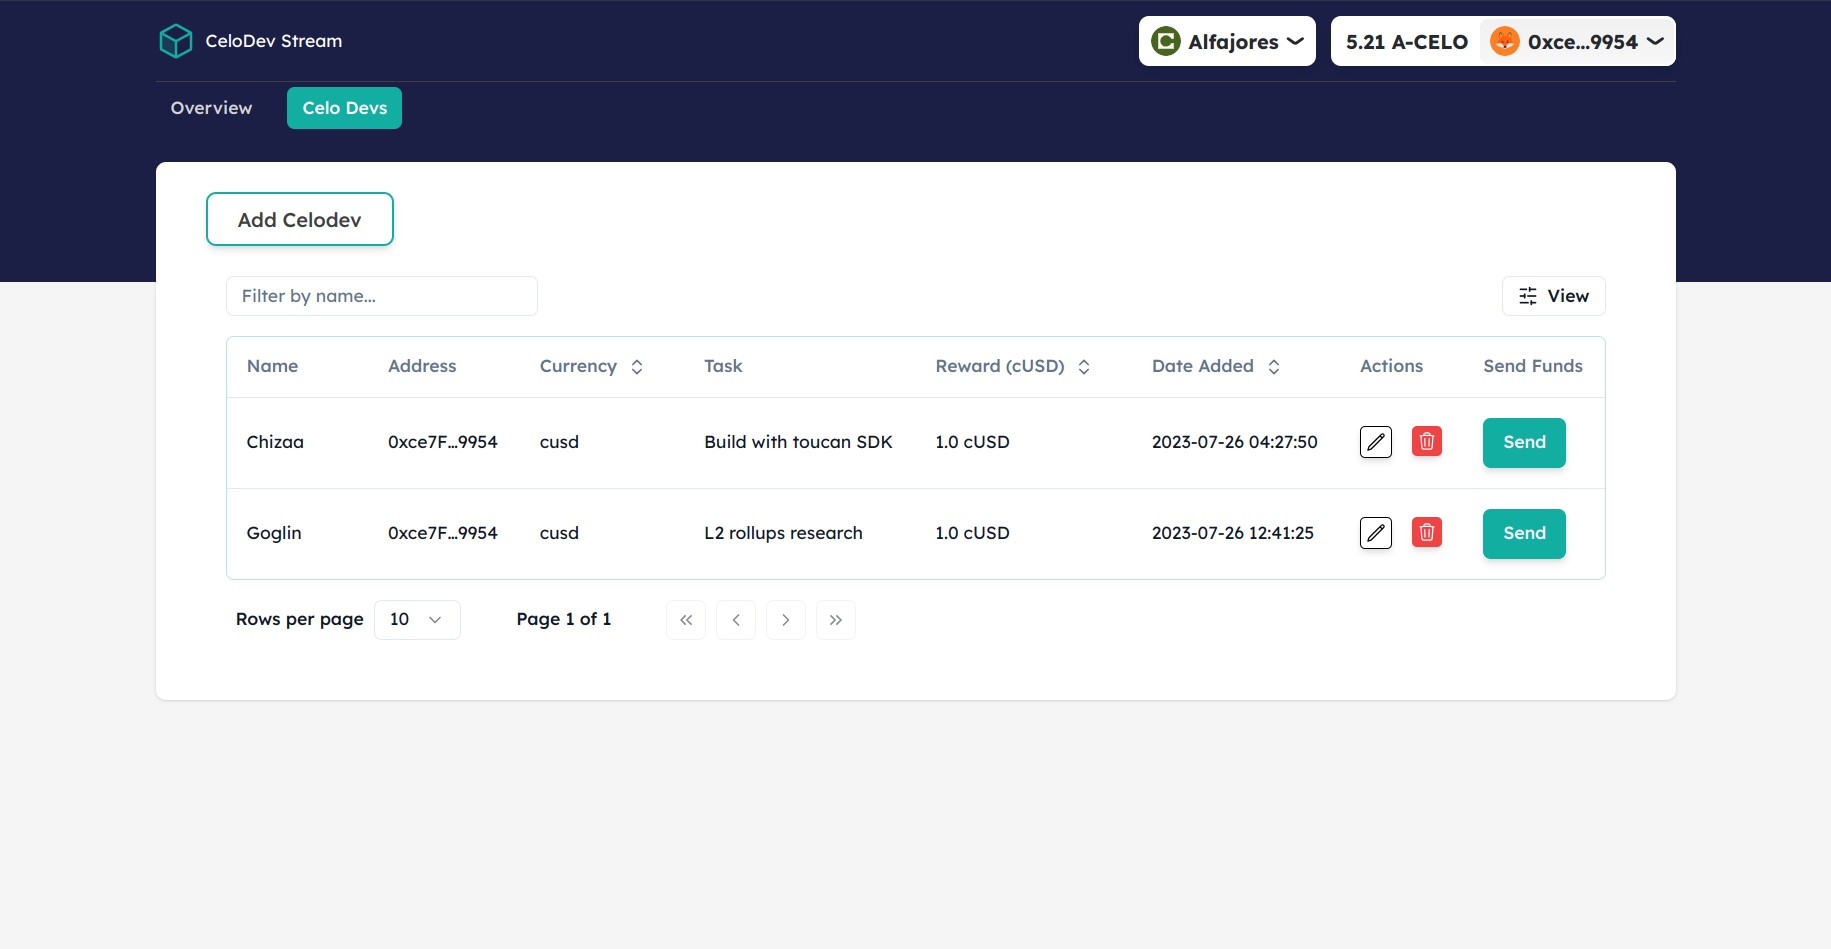 CeloDev Stream
Alfajores
5.21 A-CELO 0xce...9954
Overview Celo Devs
Add Celodev
Filter by name...
View
Name Address Currency Task Reward (cUSD) Date Added Actions Send Funds
Chizaa 0xce7F...9954 cusd Build with toucan SDK 1.0 cUSD 2023-07-26 04:27:50 Send
Goglin 0xce7F...9954 cusd L2 rollups research 1.0 cUSD 2023-07-26 12:41:25 Send
Rows per page 10 Page 1 of 1